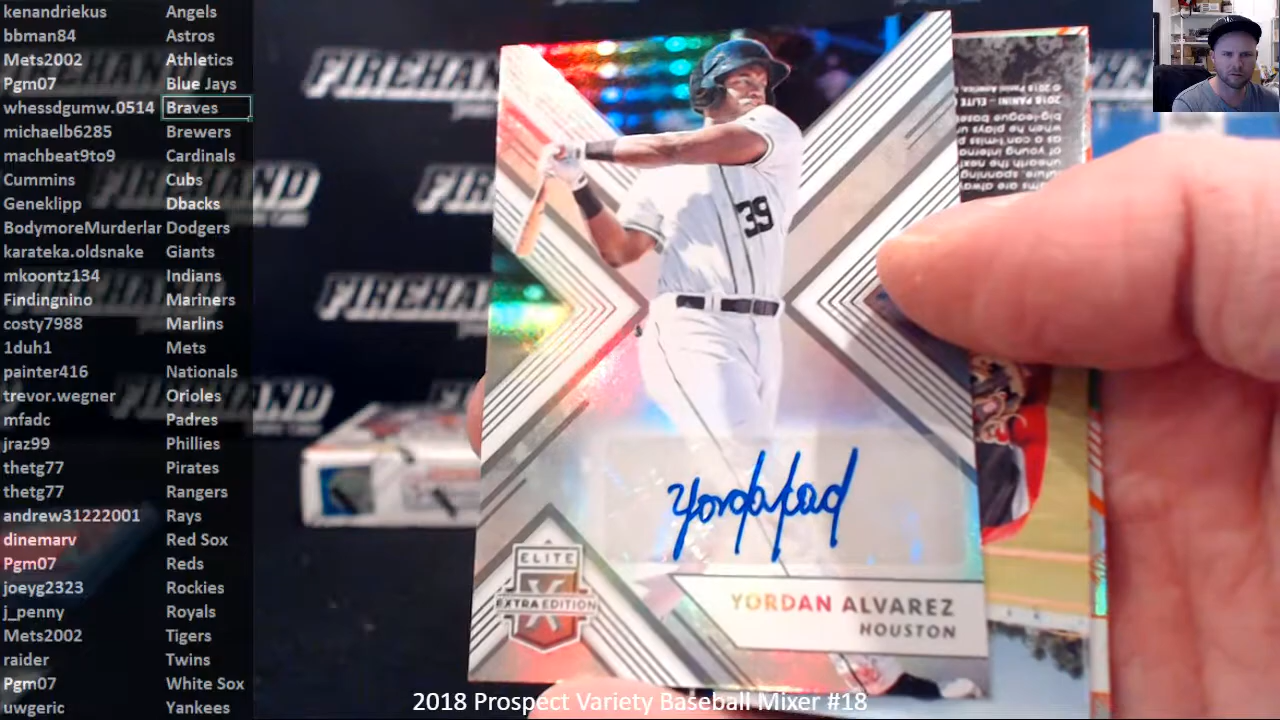 kenandriekus Angels
bbman84 Astros
Mets2002 Athletics
Pgm07 Blue Jays
whessdgumw.0514 Braves
michaelb6285 Brewers
machbeat9to9 Cardinals
Cummins Cubs
Geneklipp Dbacks
BodymoreMurderlar Dodgers
karateka.oldsnake Giants
mkoontz134 Indians
Findingnino Mariners
costy7988 Marlins
1duh1 Mets
painter416 Nationals
trevor.wegner Orioles
mfadc Padres
jraz99 Phillies
thetg77 Pirates
thetg77 Rangers
andrew31222001 Rays
dinemarv Red Sox
Pgm07 Reds
joeyg2323 Rockies
j_penny Royals
Mets2002 Tigers
raider Twins
Pgm07 White Sox
uwgeric Yankees
FIREHAND
FIREHAND
FIREHAND
39
ELITE
X
EXTRA EDITION
YORDAN ALVAREZ
HOUSTON
2018 Prospect Variety Baseball Mixer #18